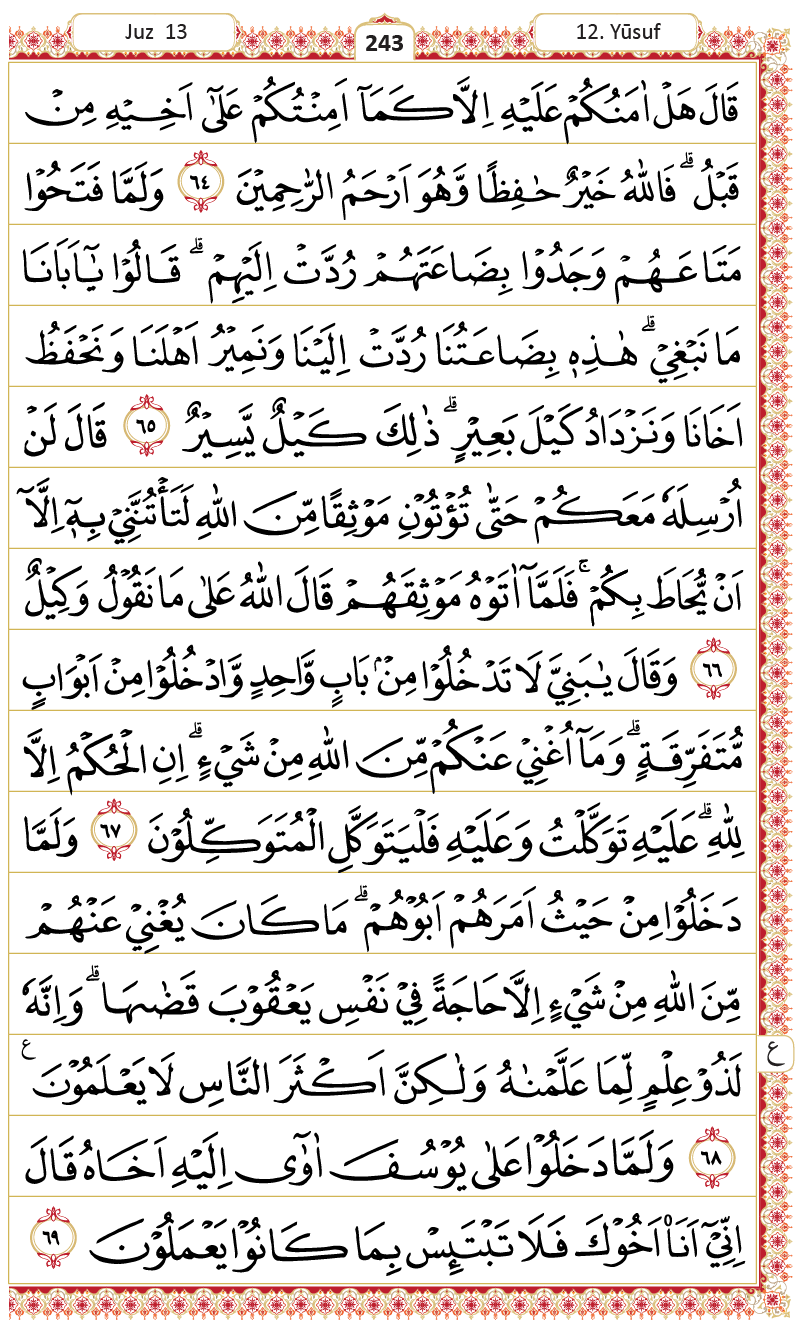 Juz 13
243
12. Yūsuf
قَالَ هَلْ اٰمَنُكُمْ عَلَيْهِ اِلَّا كَمَاۤ اَمِنْتُكُمْ عَلٰۤى اَخِيْهِ مِنْ
قَبْلُ ؕ فَاللّٰهُ خَيْرٌ حٰفِظًا وَّهُوَ اَرْحَمُ الرّٰحِمِيْنَ ٦٤ وَلَمَّا فَتَحُوْا
مَتَاعَهُمْ وَجَدُوْا بِضَاعَتَهُمْ رُدَّتْ اِلَيْهِمْ ۗ قَالُوْا يٰۤاَبَانَا
مَا نَبْغِيْ ۗ هٰذِهٖ بِضَاعَتُنَا رُدَّتْ اِلَيْنَا وَنَمِيْرُ اَهْلَنَا وَنَحْفَظُ
اَخَانَا وَنَزْدَادُ كَيْلَ بَعِيْرٍ ۗ ذٰلِكَ كَيْلٌ يَّسِيْرٌ ٦٥ قَالَ لَنْ
اُرْسِلَهٗ مَعَكُمْ حَتّٰى تُؤْتُوْنِ مَوْثِقًا مِّنَ اللّٰهِ لَتَأْتُنَّنِيْ بِهٖۤ اِلَّاۤ
اَنْ يُّحَاطَ بِكُمْ ۚ فَلَمَّاۤ اٰتَوْهُ مَوْثِقَهُمْ قَالَ اللّٰهُ عَلٰى مَا نَقُوْلُ وَكِيْلٌ
٦٦ وَقَالَ يٰبَنِيَّ لَا تَدْخُلُوْا مِنْۢ بَابٍ وَّاحِدٍ وَّادْخُلُوْا مِنْ اَبْوَابٍ
مُّتَفَرِّقَةٍ ۗ وَمَاۤ اُغْنِيْ عَنْكُمْ مِّنَ اللّٰهِ مِنْ شَيْءٍ ۗ اِنِ الْحُكْمُ اِلَّا
لِلّٰهِ ۗ عَلَيْهِ تَوَكَّلْتُ وَعَلَيْهِ فَلْيَتَوَكَّلِ الْمُتَوَكِّلُوْنَ ٦٧ وَلَمَّا
دَخَلُوْا مِنْ حَيْثُ اَمَرَهُمْ اَبُوْهُمْ ۗ مَا كَانَ يُغْنِيْ عَنْهُمْ
مِّنَ اللّٰهِ مِنْ شَيْءٍ اِلَّا حَاجَةً فِيْ نَفْسِ يَعْقُوْبَ قَضٰىهَا ۗ وَاِنَّهٗ
لَذُوْ عِلْمٍ لِّمَا عَلَّمْنٰهُ وَلٰكِنَّ اَكْثَرَ النَّاسِ لَا يَعْلَمُوْنَ ع
ع
٦٨ وَلَمَّا دَخَلُوْا عَلٰى يُوْسُفَ اٰوٰۤى اِلَيْهِ اَخَاهُ قَالَ
اِنِّيْۤ اَنَا۠ اَخُوْكَ فَلَا تَبْتَئِسْ بِمَا كَانُوْا يَعْمَلُوْنَ ٦٩